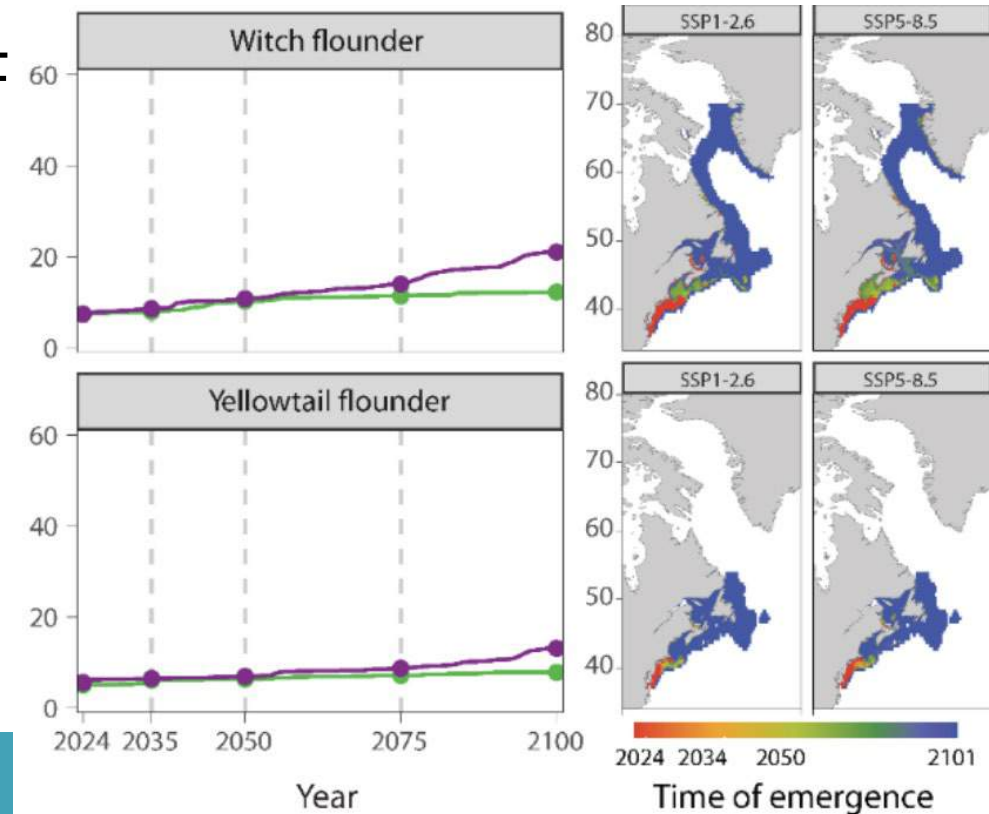 Witch flounder
60
40
20
0
SSP1-2.6
SSP5-8.5
80
70
60
50
40
Yellowtail flounder
60
40
20
0
2024 2035 2050 2075 2100
Year
SSP1-2.6
SSP5-8.5
80
70
60
50
40
2024 2034 2050 2101
Time of emergence